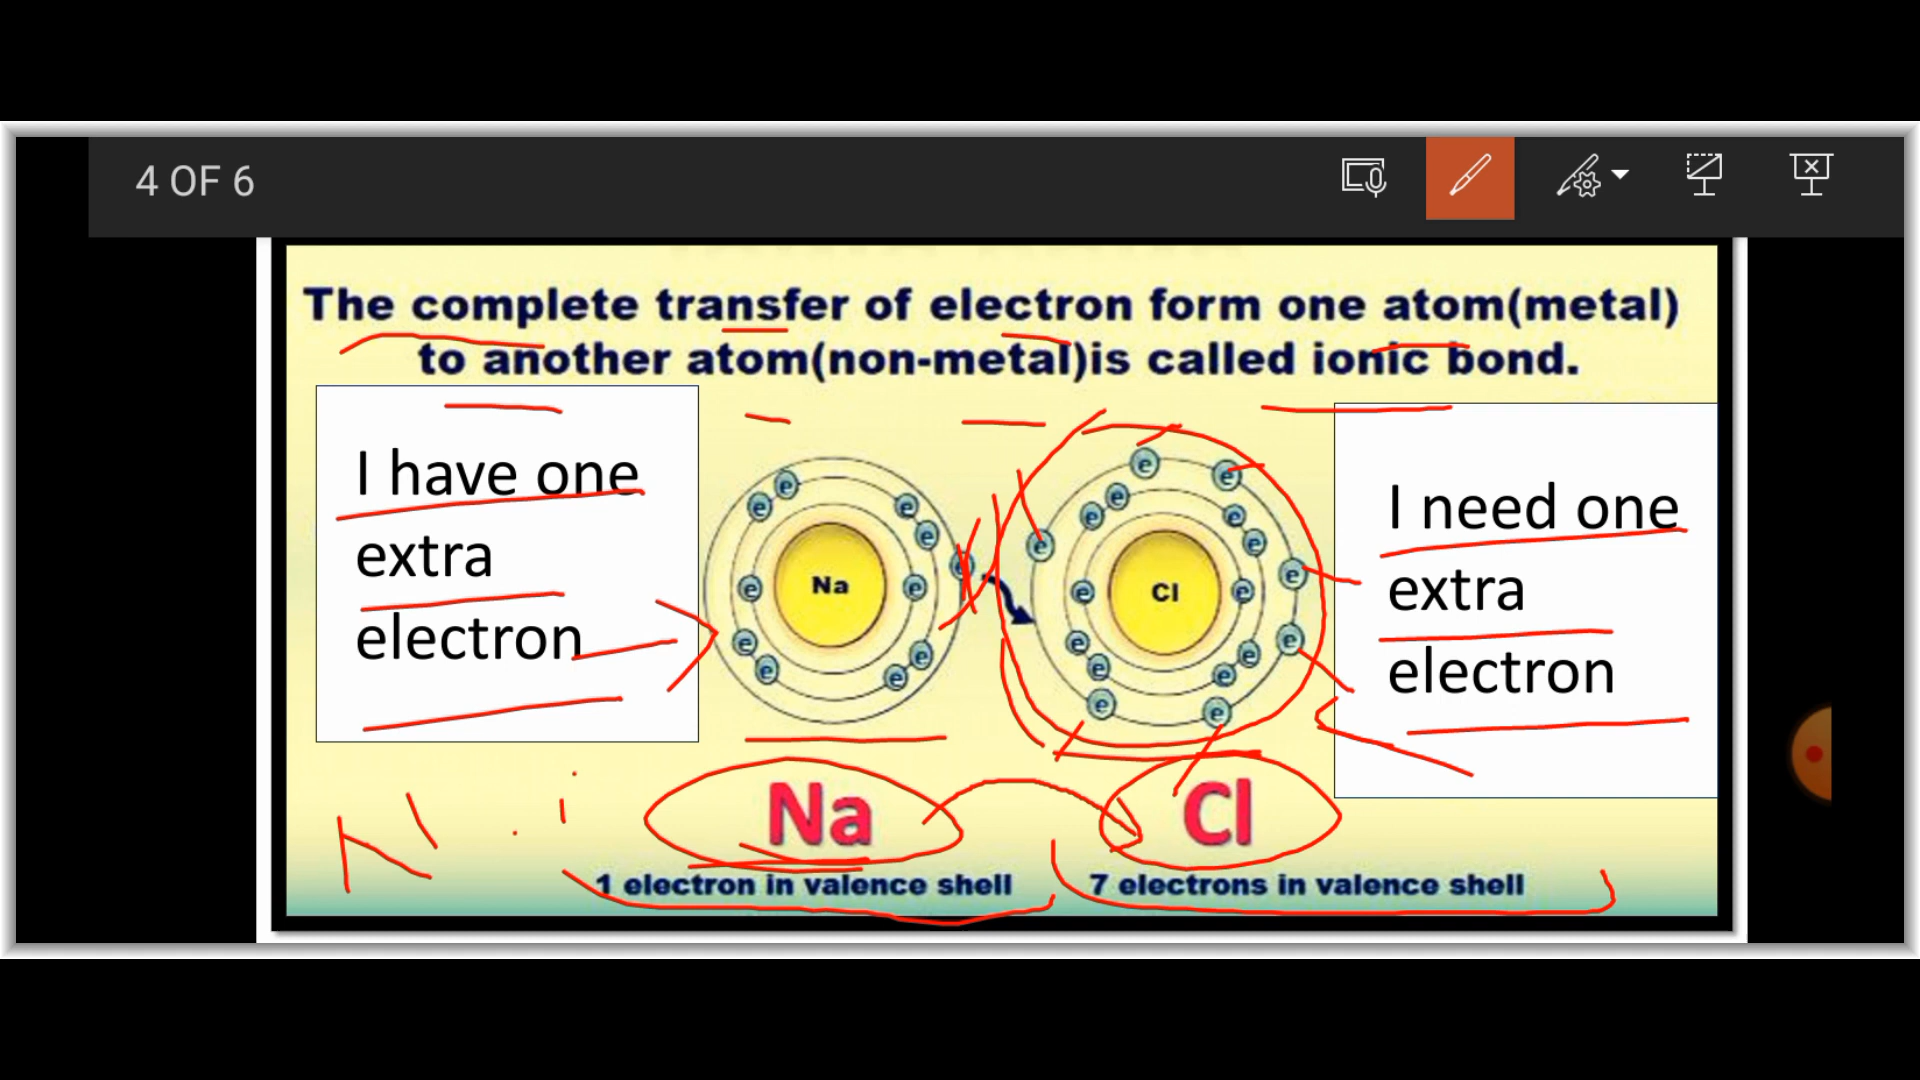 4 OF 6
The complete transfer of electron form one atom(metal)
to another atom(non-metal)is called ionic bond.
I have one
extra
electron
e e e e e e e e e e e
Na
e e e e e e e e e e e e e e e e e
Cl
I need one
extra
electron
Na
Cl
1 electron in valence shell
7 electrons in valence shell